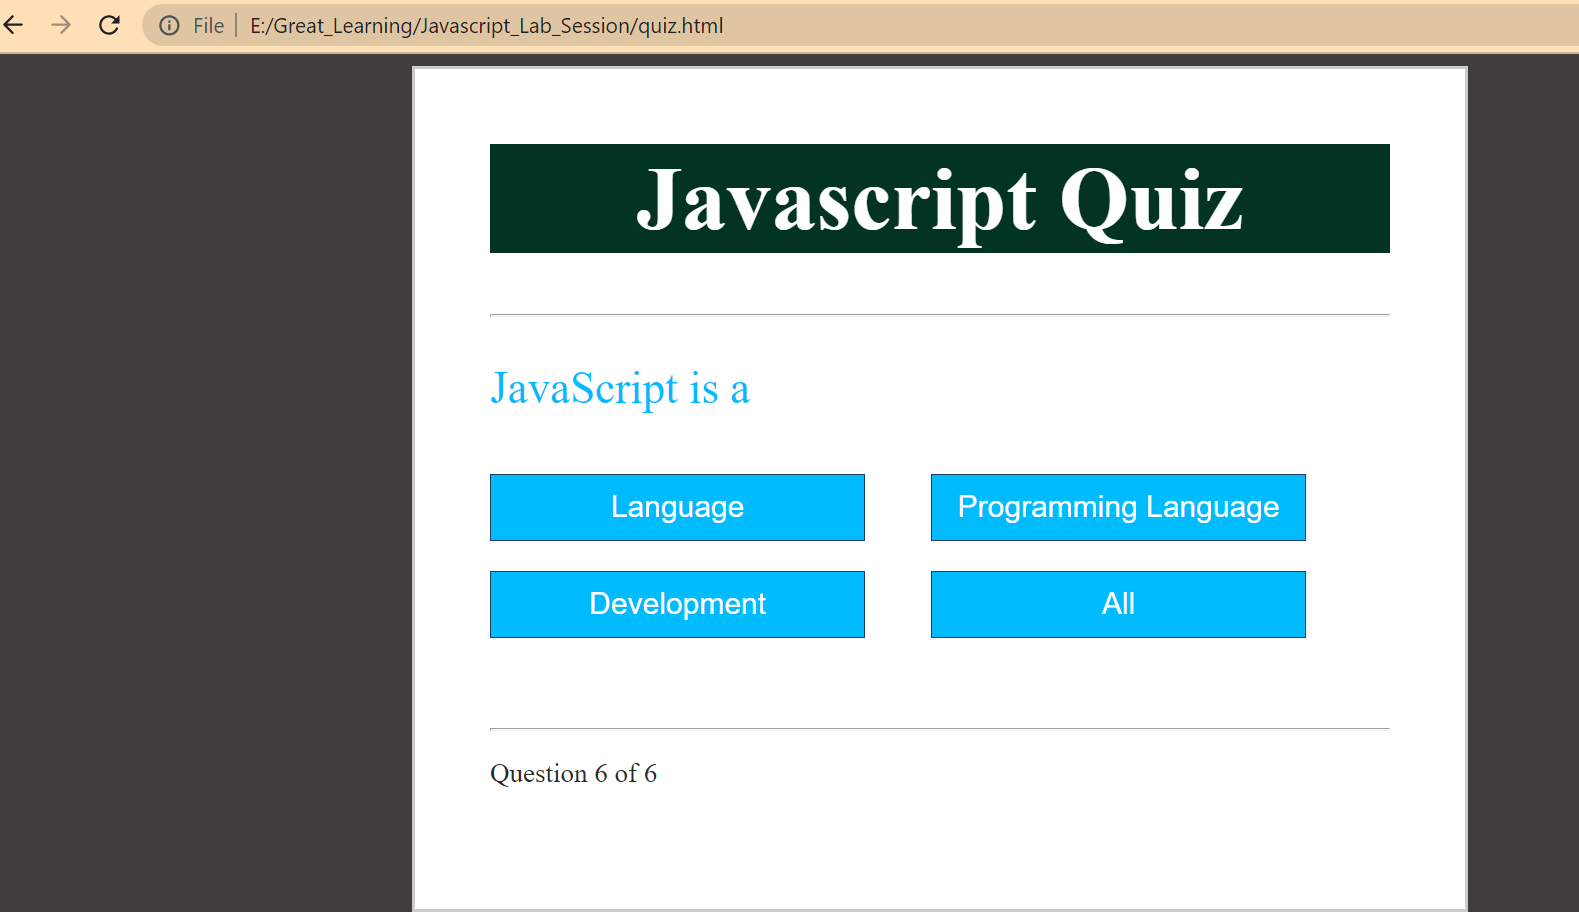 File E:/Great_Learning/Javascript_Lab_Session/quiz.html
Javascript Quiz
JavaScript is a
Language Programming Language
Development All
Question 6 of 6